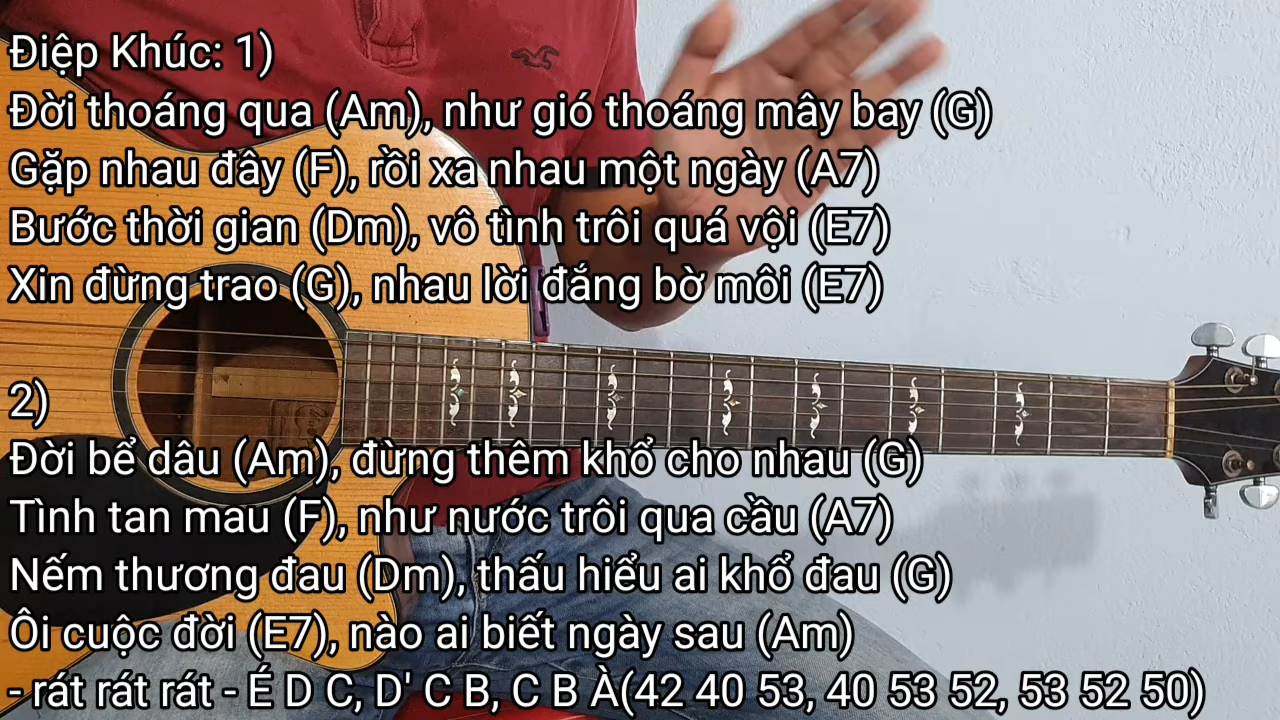 Điệp Khúc: 1)
Đời thoáng qua (Am), như gió thoáng mây bay (G)
Gặp nhau đây (F), rồi xa nhau một ngày (A7)
Bước thời gian (Dm), vô tình trôi quá vội (E7)
Xin đừng trao (G), nhau lời đắng bờ môi (E7)
2)
Đời bể dâu (Am), đừng thêm khổ cho nhau (G)
Tình tan mau (F), như nước trôi qua cầu (A7)
Nếm thương đau (Dm), thấu hiểu ai khổ đau (G)
Ôi cuộc đời (E7), nào ai biết ngày sau (Am)
- rát rát rát - É D C, D' C B, C B À(42 40 53, 40 53 52, 53 52 50)